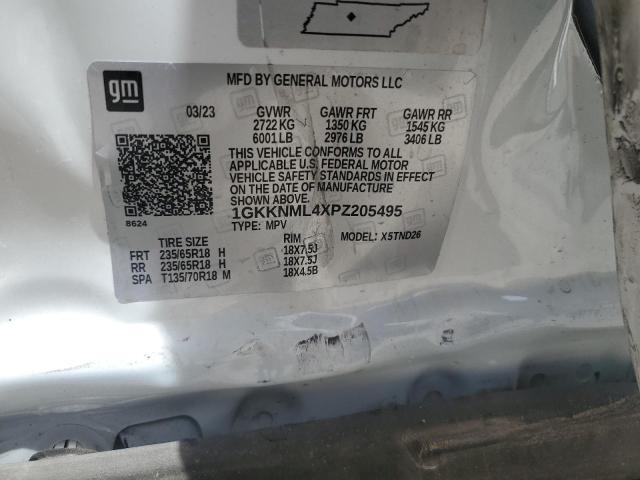 gm
MFD BY GENERAL MOTORS LLC
03/23 GVWR GAWR FRT GAWR RR
2722 KG 1350 KG 1545 KG
6001 LB 2976 LB 3406 LB
THIS VEHICLE CONFORMS TO ALL
APPLICABLE U.S. FEDERAL MOTOR
VEHICLE SAFETY STANDARDS IN EFFECT
ON THE DATE OF MANUFACTURE SHOWN ABOVE.
1GKKNML4XPZ205495
8624
TYPE: MPV MODEL: X5TND26
TIRE SIZE RIM
FRT 235/65R18 H 18X7.5J
RR 235/65R18 H 18X7.5J
SPA T135/70R18 M 18X4.5B